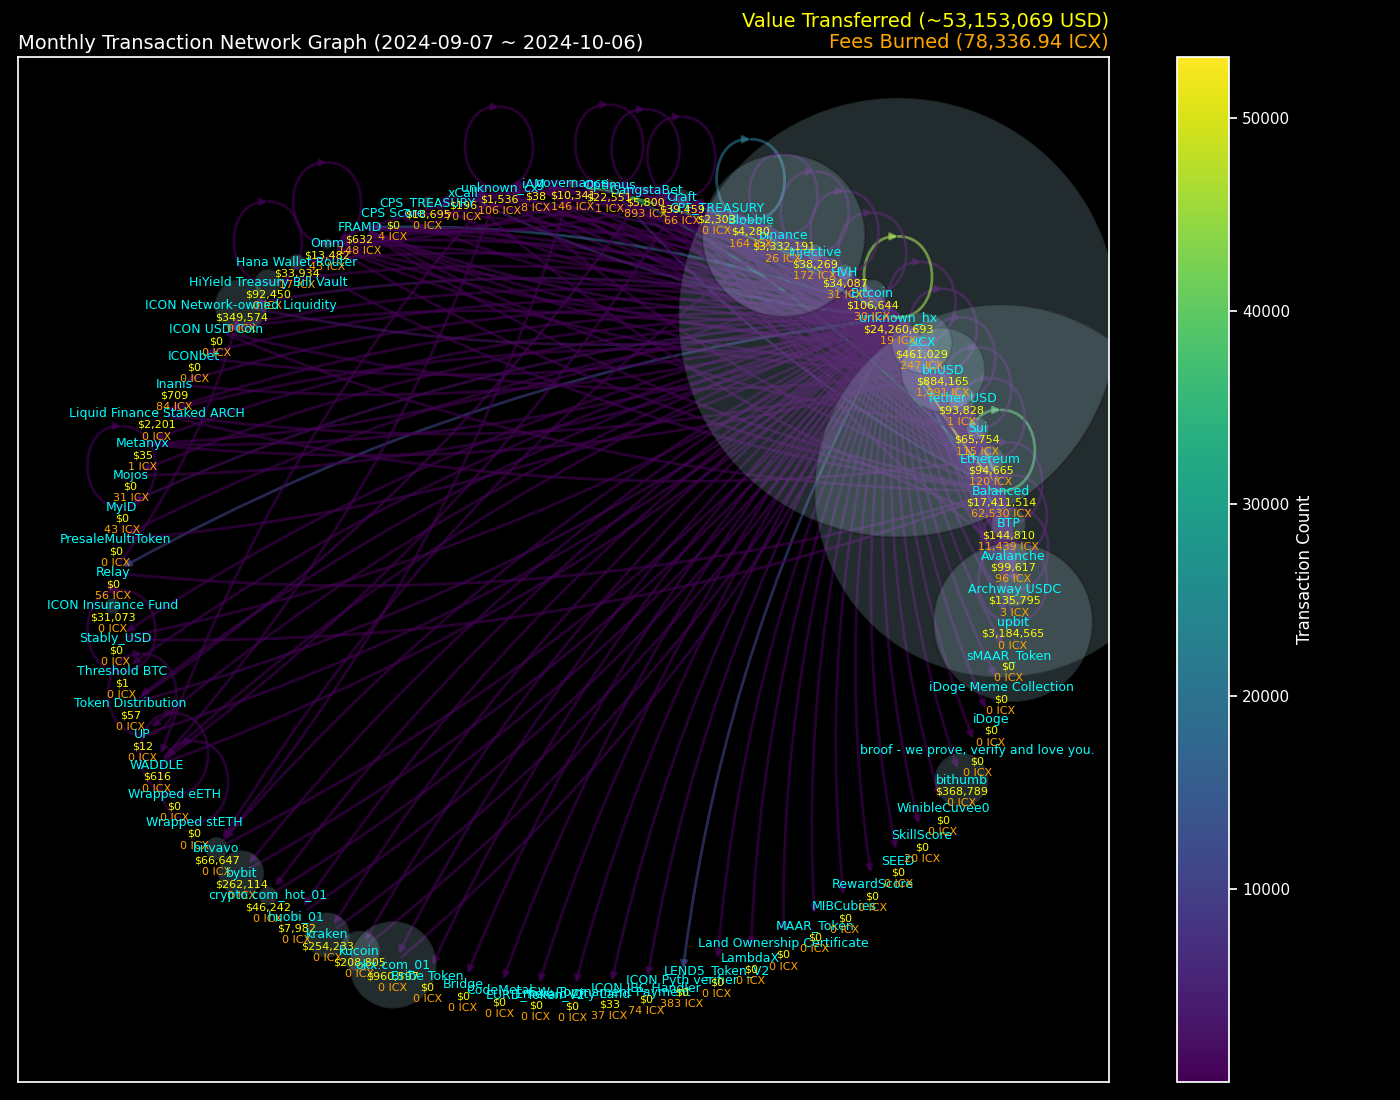 Value Transferred (~53,153,069 USD)
Monthly Transaction Network Graph (2024-09-07 ~ 2024-10-06)
Fees Burned (78,336.94 ICX)
CPS_TREASURY
$18,695
0 ICX
xCall
$196
70 ICX
unknown_cx
$1,536
106 ICX
$38
8 ICX
governance
$10,341
146 ICX
Optimus
1 ICX
GangstaBet
$5,800
893 ICX
Craft
$39,459
66 ICX
$2,303
0 ICX
Blobble
$4,280
164 ICX
binance
$3,332,191
26 ICX
Injective
$38,269
172 ICX
HVH
$34,087
31 ICX
Bitcoin
$106,644
30 ICX
unknown_hx
$24,260,693
19 ICX
sICX
$461,029
247 ICX
bnUSD
$884,165
Tether USD
$93,828
1 ICX
Sui
$65,754
115 ICX
Ethereum
$94,665
120 ICX
Balanced
$17,411,514
62,530 ICX
BTP
$144,810
11,439 ICX
Avalanche
$99,617
96 ICX
Archway USDC
$135,795
3 ICX
upbit
$3,184,565
0 ICX
sMAAR_Token
$0
0 ICX
iDoge Meme Collection
$0
0 ICX
iDoge
$0
0 ICX
broof - we prove, verify and love you.
$0
0 ICX
bithumb
$368,789
0 ICX
WinibleCuvee0
$0
0 ICX
SkillScore
$0
20 ICX
SEED
$0
0 ICX
RewardScore
$0
MIBCubies
$0
0 ICX
MAAR_Token
$0
0 ICX
Land Ownership Certificate
$0
0 ICX
LambdaX
$0
0 ICX
LEND5_Token_V2
$0
0 ICX
ICON Pyth verifier
383 ICX
ICON IBC Handler
$0
74 ICX
$33
37 ICX
$0
0 ICX
$0
0 ICX
CodeMetal
$0
0 ICX
Bridge
$0
0 ICX
Bribe Token
$0
0 ICX
okx.com_01
$960,597
0 ICX
kucoin
$208,805
kraken
$254,233
huobi_01
$7,982
crypto.com_hot_01
$46,242
bybit
$262,114
0 ICX
bitvavo
$66,647
0 ICX
Wrapped stETH
$0
0 ICX
Wrapped eETH
$0
0 ICX
WADDLE
$616
0 ICX
UP
$12
0 ICX
Token Distribution
$57
0 ICX
Threshold BTC
$1
0 ICX
Stably_USD
$0
0 ICX
ICON Insurance Fund
$31,073
0 ICX
Relay
$0
56 ICX
PresaleMultiToken
$0
0 ICX
MyID
$0
43 ICX
Mojos
$0
31 ICX
Metanyx
$35
1 ICX
Liquid Finance Staked ARCH
$2,201
0 ICX
Inanis
$709
84 ICX
ICONbet
$0
0 ICX
ICON USD Coin
$0
0 ICX
ICON Network-owned Liquidity
$349,574
0 ICX
HiYield Treasury Bill Vault
$92,450
Hana Wallet Router
$33,934
Omm
$13,482
FRAMD
$632
148 ICX
CPS Score
$0
4 ICX
50000
40000
30000
20000
10000
Transaction Count